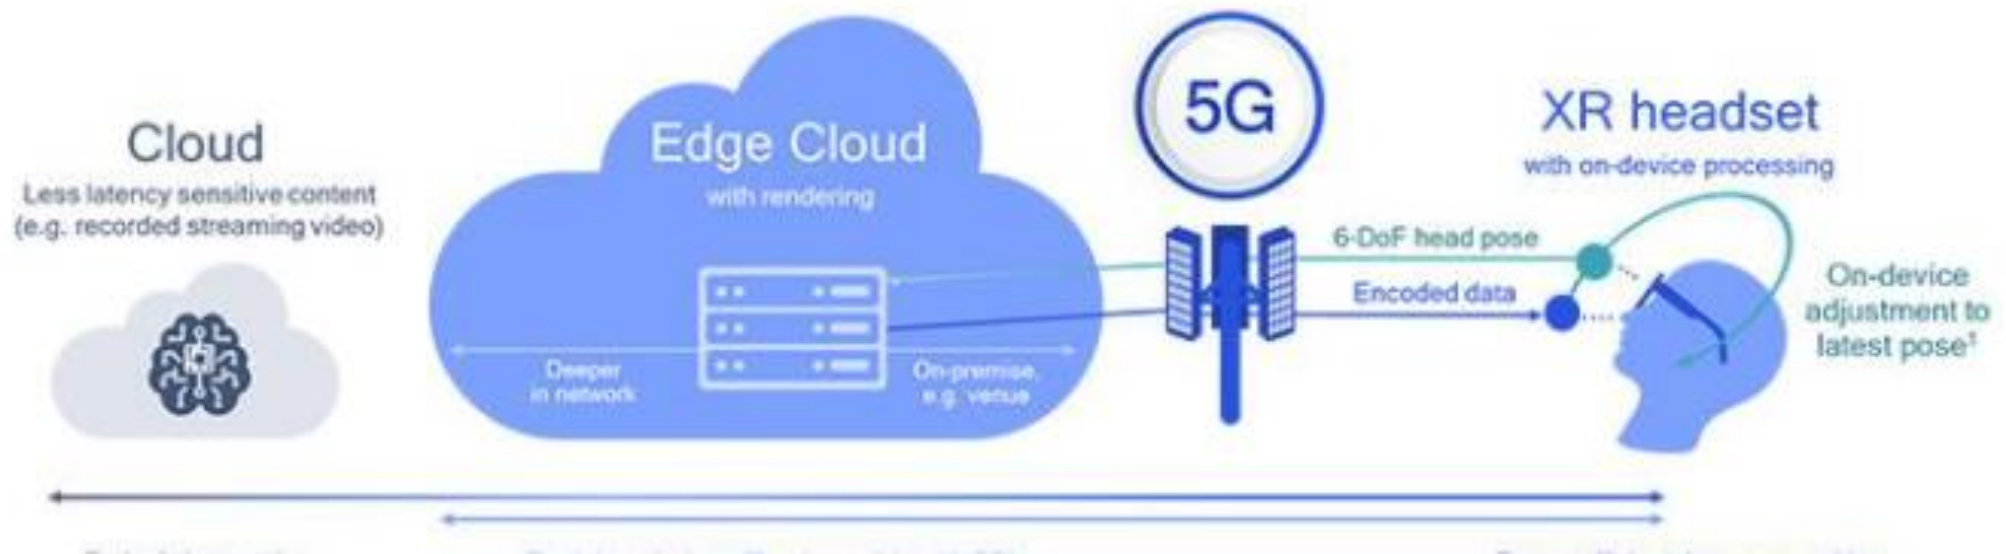 Cloud
Less latency sensitive content
(e.g. recorded streaming video)
Edge Cloud
with rendering
Deeper
in network
On-premise,
e.g. venue
5G
XR headset
with on-device processing
6-DoF head pose
Encoded data
On-device
adjustment to
latest pose¹